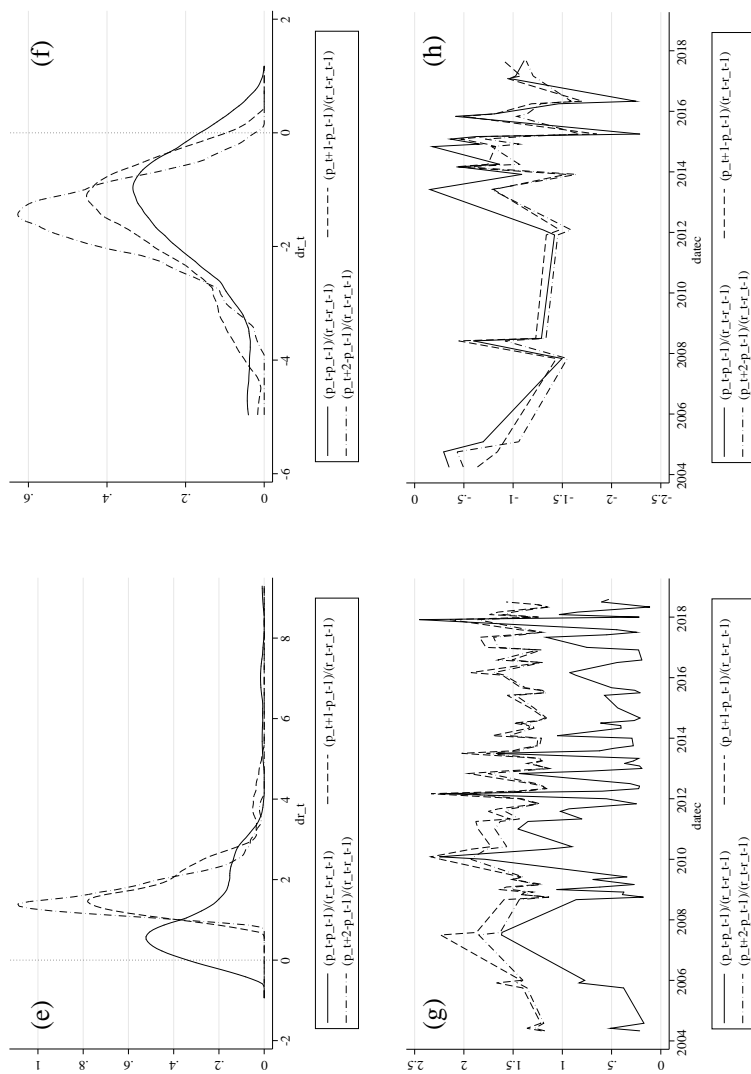 (e)
1
.8
.6
.4
.2
0
-2 0 2 4 6 8
dr_t
(p_t-p_t-1)/(r_t-r_t-1) (p_t+1-p_t-1)/(r_t-r_t-1)
(p_t+2-p_t-1)/(r_t-r_t-1)
(f)
.6
.4
.2
0
-6 -4 -2 0 2
dr_t
(p_t-p_t-1)/(r_t-r_t-1) (p_t+1-p_t-1)/(r_t-r_t-1)
(p_t+2-p_t-1)/(r_t-r_t-1)
(g)
2.5
2
1.5
1
.5
0
2004 2006 2008 2010 2012 2014 2016 2018
datec
(p_t-p_t-1)/(r_t-r_t-1) (p_t+1-p_t-1)/(r_t-r_t-1)
(p_t+2-p_t-1)/(r_t-r_t-1)
(h)
0
-.5
-1
-1.5
-2
-2.5
2004 2006 2008 2010 2012 2014 2016 2018
datec
(p_t-p_t-1)/(r_t-r_t-1) (p_t+1-p_t-1)/(r_t-r_t-1)
(p_t+2-p_t-1)/(r_t-r_t-1)